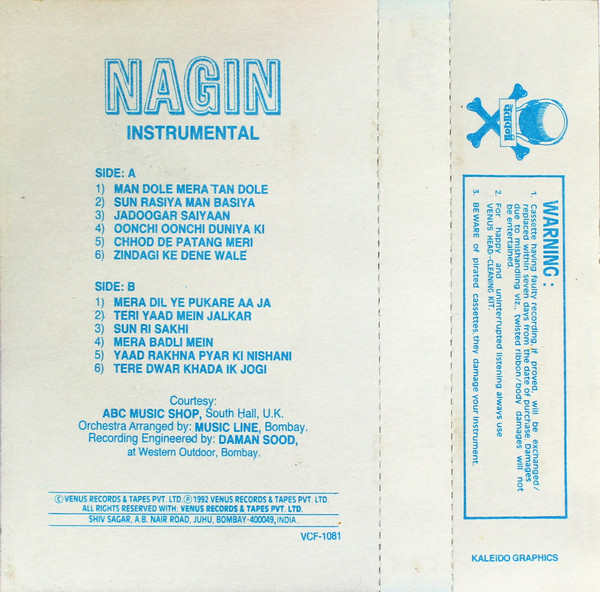 NAGIN
INSTRUMENTAL
SIDE: A
1) MAN DOLE MERA TAN DOLE
2) SUN RASIYA MAN BASIYA
3) JADOOGAR SAIYAAN
4) OONCHI OONCHI DUNIYA KI
5) CHHOD DE PATANG MERI
6) ZINDAGI KE DENE WALE
SIDE: B
1) MERA DIL YE PUKARE AA JA
2) TERI YAAD MEIN JALKAR
3) SUN RI SAKHI
4) MERA BADLI MEIN
5) YAAD RAKHNA PYAR KI NISHANI
6) TERE DWAR KHADA IK JOGI
Courtesy:
ABC MUSIC SHOP, South Hall, U.K.
Orchestra Arranged by: MUSIC LINE, Bombay.
Recording Engineered by: DAMAN SOOD,
at Western Outdoor, Bombay.
© VENUS RECORDS & TAPES PVT. LTD. ℗ 1992 VENUS RECORDS & TAPES PVT. LTD.
ALL RIGHTS RESERVED WITH: VENUS RECORDS & TAPES PVT. LTD.
SHIV SAGAR, A.B. NAIR ROAD, JUHU, BOMBAY-400049, INDIA.
VCF-1081
WARNING :
1. Cassette having faulty recording, if proved, will be exchanged/
replaced within seven days from the date of purchase. Damages
due to mishandling viz., twisted ribbon/body damages will not
be entertained.
2. For happy and uninterrupted listening always use
VENUS HEAD-CLEANING KIT.
3. BEWARE of pirated cassettes, they damage your instrument.
KALEIDO GRAPHICS